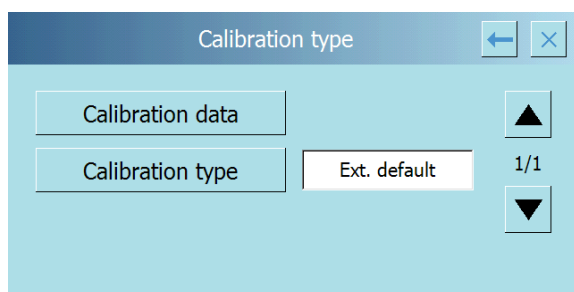 Calibration type
Calibration data
Calibration type Ext. default 1/1